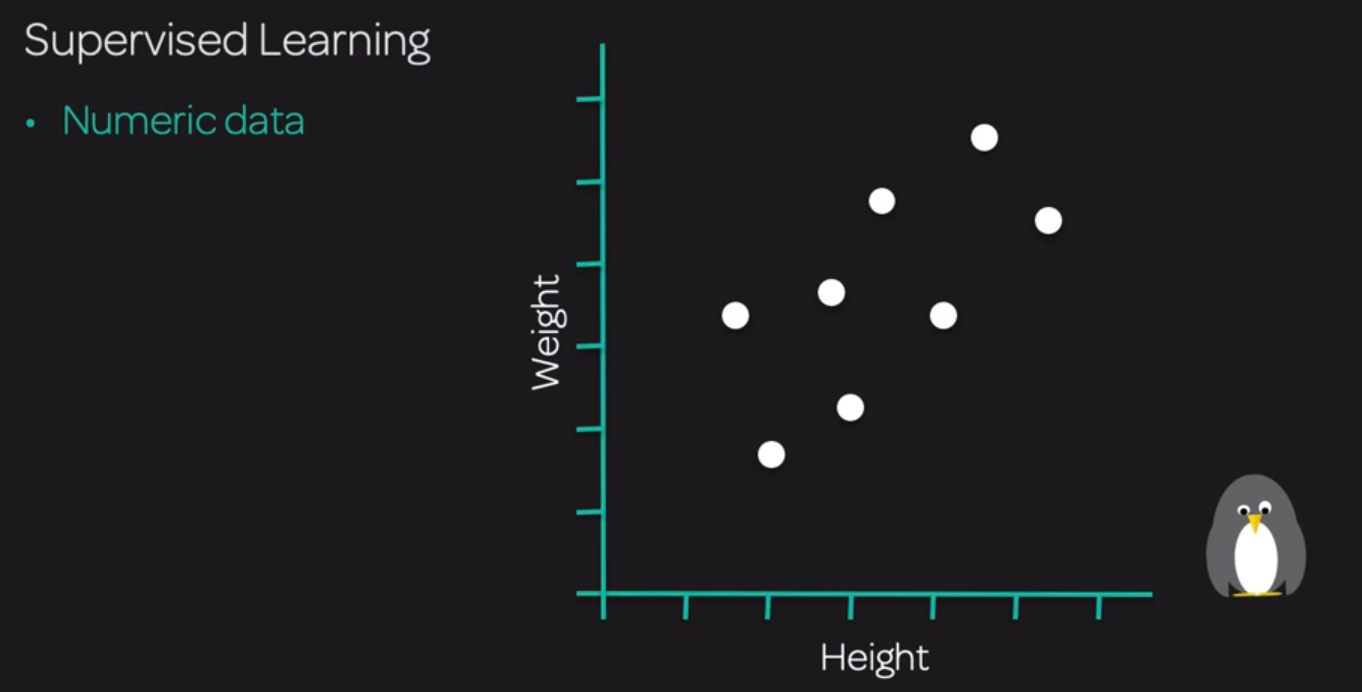 Supervised Learning
• Numeric data
Weight
Height